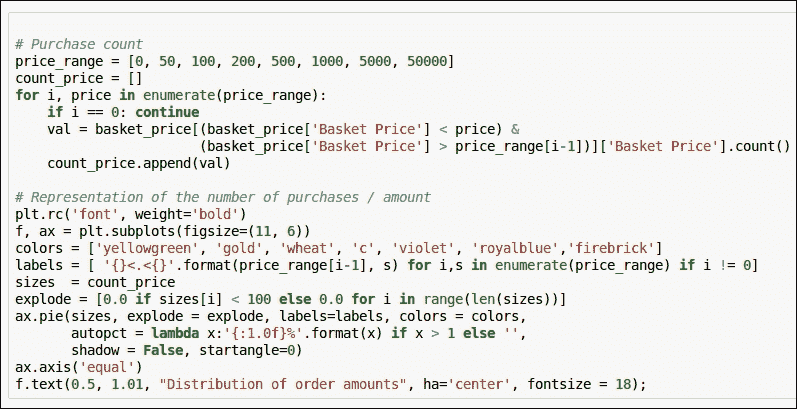 # Purchase count
price_range = [0, 50, 100, 200, 500, 1000, 5000, 50000]
count_price = []
for i, price in enumerate(price_range):
    if i == 0: continue
    val = basket_price[(basket_price['Basket Price'] < price) &
                       (basket_price['Basket Price'] > price_range[i-1])]['Basket Price'].count()
    count_price.append(val)

# Representation of the number of purchases / amount
plt.rc('font', weight='bold')
f, ax = plt.subplots(figsize=(11, 6))
colors = ['yellowgreen', 'gold', 'wheat', 'c', 'violet', 'royalblue','firebrick']
labels = [ '{}<.<{}'.format(price_range[i-1], s) for i,s in enumerate(price_range) if i != 0]
sizes  = count_price
explode = [0.0 if sizes[i] < 100 else 0.0 for i in range(len(sizes))]
ax.pie(sizes, explode = explode, labels=labels, colors = colors,
       autopct = lambda x:'{:1.0f}%'.format(x) if x > 1 else '',
       shadow = False, startangle=0)
ax.axis('equal')
f.text(0.5, 1.01, "Distribution of order amounts", ha='center', fontsize = 18);